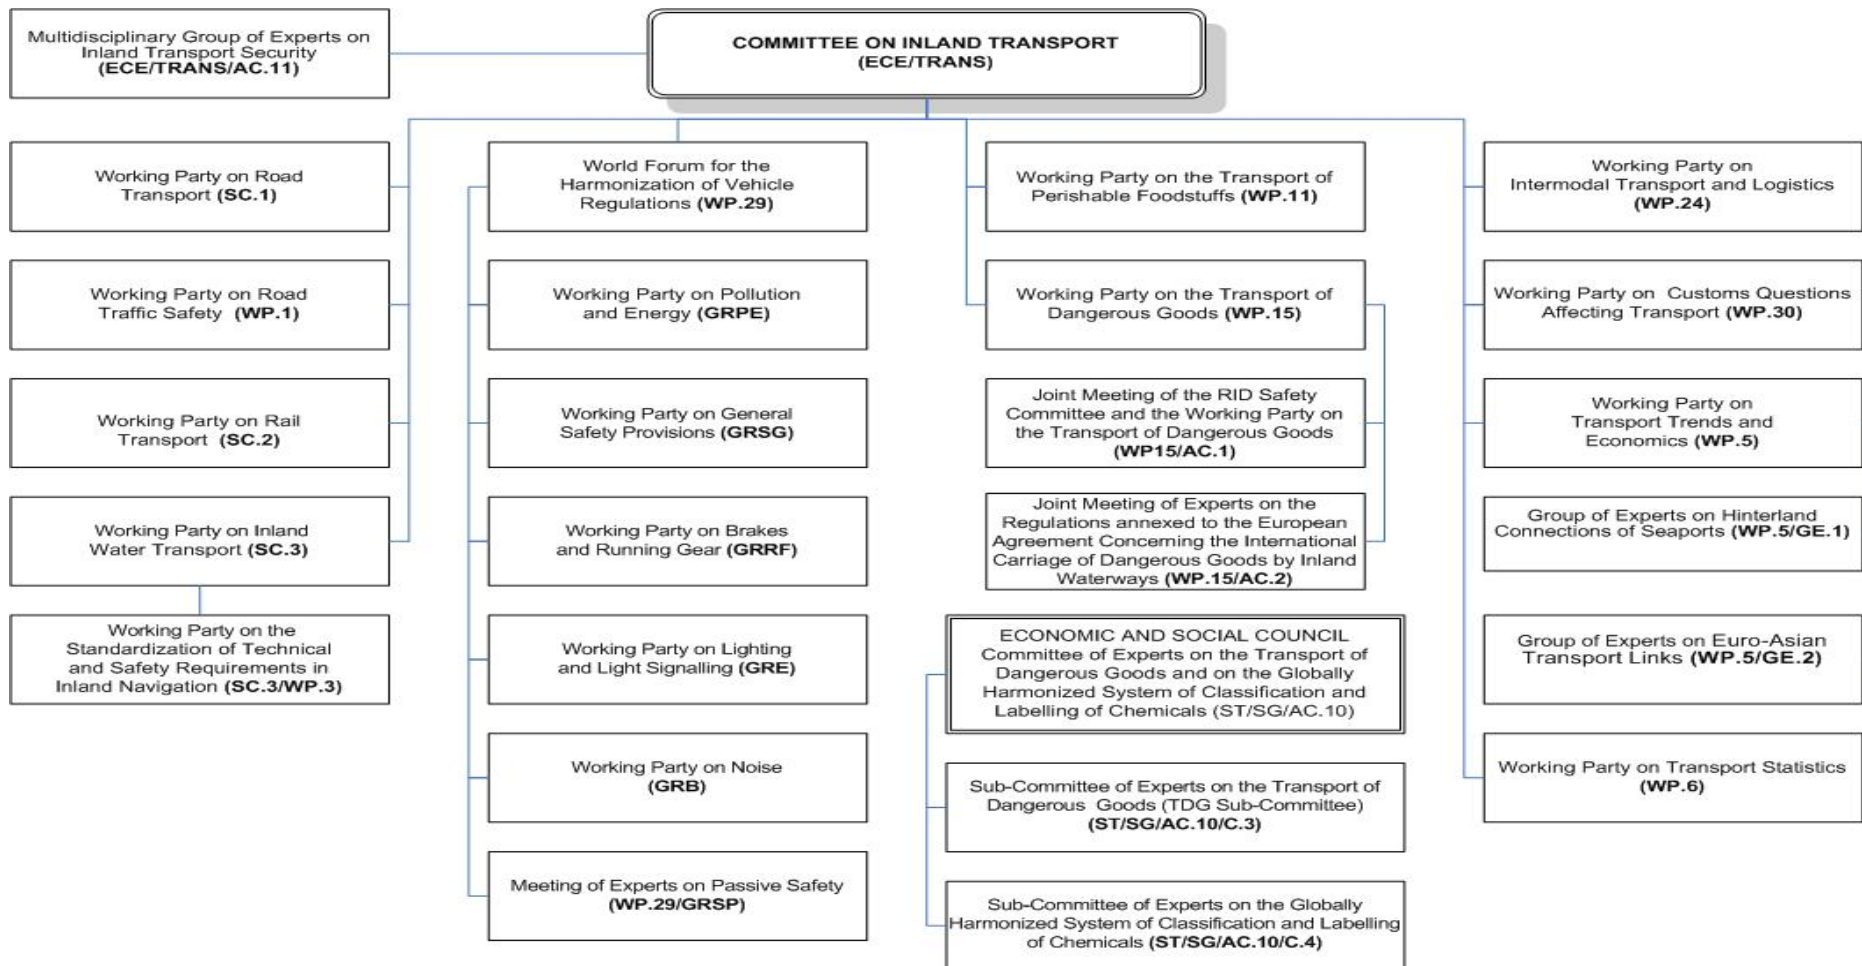 Multidisciplinary Group of Experts on
Inland Transport Security
(ECE/TRANS/AC.11)
COMMITTEE ON INLAND TRANSPORT
(ECE/TRANS)
Working Party on Road
Transport (SC.1)
Working Party on Road
Traffic Safety (WP.1)
Working Party on Rail
Transport (SC.2)
Working Party on Inland
Water Transport (SC.3)
Working Party on the
Standardization of Technical
and Safety Requirements in
Inland Navigation (SC.3/WP.3)
World Forum for the
Harmonization of Vehicle
Regulations (WP.29)
Working Party on Pollution
and Energy (GRPE)
Working Party on General
Safety Provisions (GRSG)
Working Party on Brakes
and Running Gear (GRRF)
Working Party on Lighting
and Light Signalling (GRE)
Working Party on Noise
(GRB)
Meeting of Experts on Passive Safety
(WP.29/GRSP)
Working Party on the Transport of
Perishable Foodstuffs (WP.11)
Working Party on the Transport of
Dangerous Goods (WP.15)
Joint Meeting of the RID Safety
Committee and the Working Party on
the Transport of Dangerous Goods
(WP15/AC.1)
Joint Meeting of Experts on the
Regulations annexed to the European
Agreement Concerning the International
Carriage of Dangerous Goods by Inland
Waterways (WP.15/AC.2)
ECONOMIC AND SOCIAL COUNCIL
Committee of Experts on the Transport of
Dangerous Goods and on the Globally
Harmonized System of Classification and
Labelling of Chemicals (ST/SG/AC.10)
Sub-Committee of Experts on the Transport of
Dangerous Goods (TDG Sub-Committee)
(ST/SG/AC.10/C.3)
Sub-Committee of Experts on the Globally
Harmonized System of Classification and Labelling
of Chemicals (ST/SG/AC.10/C.4)
Working Party on
Intermodal Transport and Logistics
(WP.24)
Working Party on Customs Questions
Affecting Transport (WP.30)
Working Party on
Transport Trends and
Economics (WP.5)
Group of Experts on Hinterland
Connections of Seaports (WP.5/GE.1)
Group of Experts on Euro-Asian
Transport Links (WP.5/GE.2)
Working Party on Transport Statistics
(WP.6)